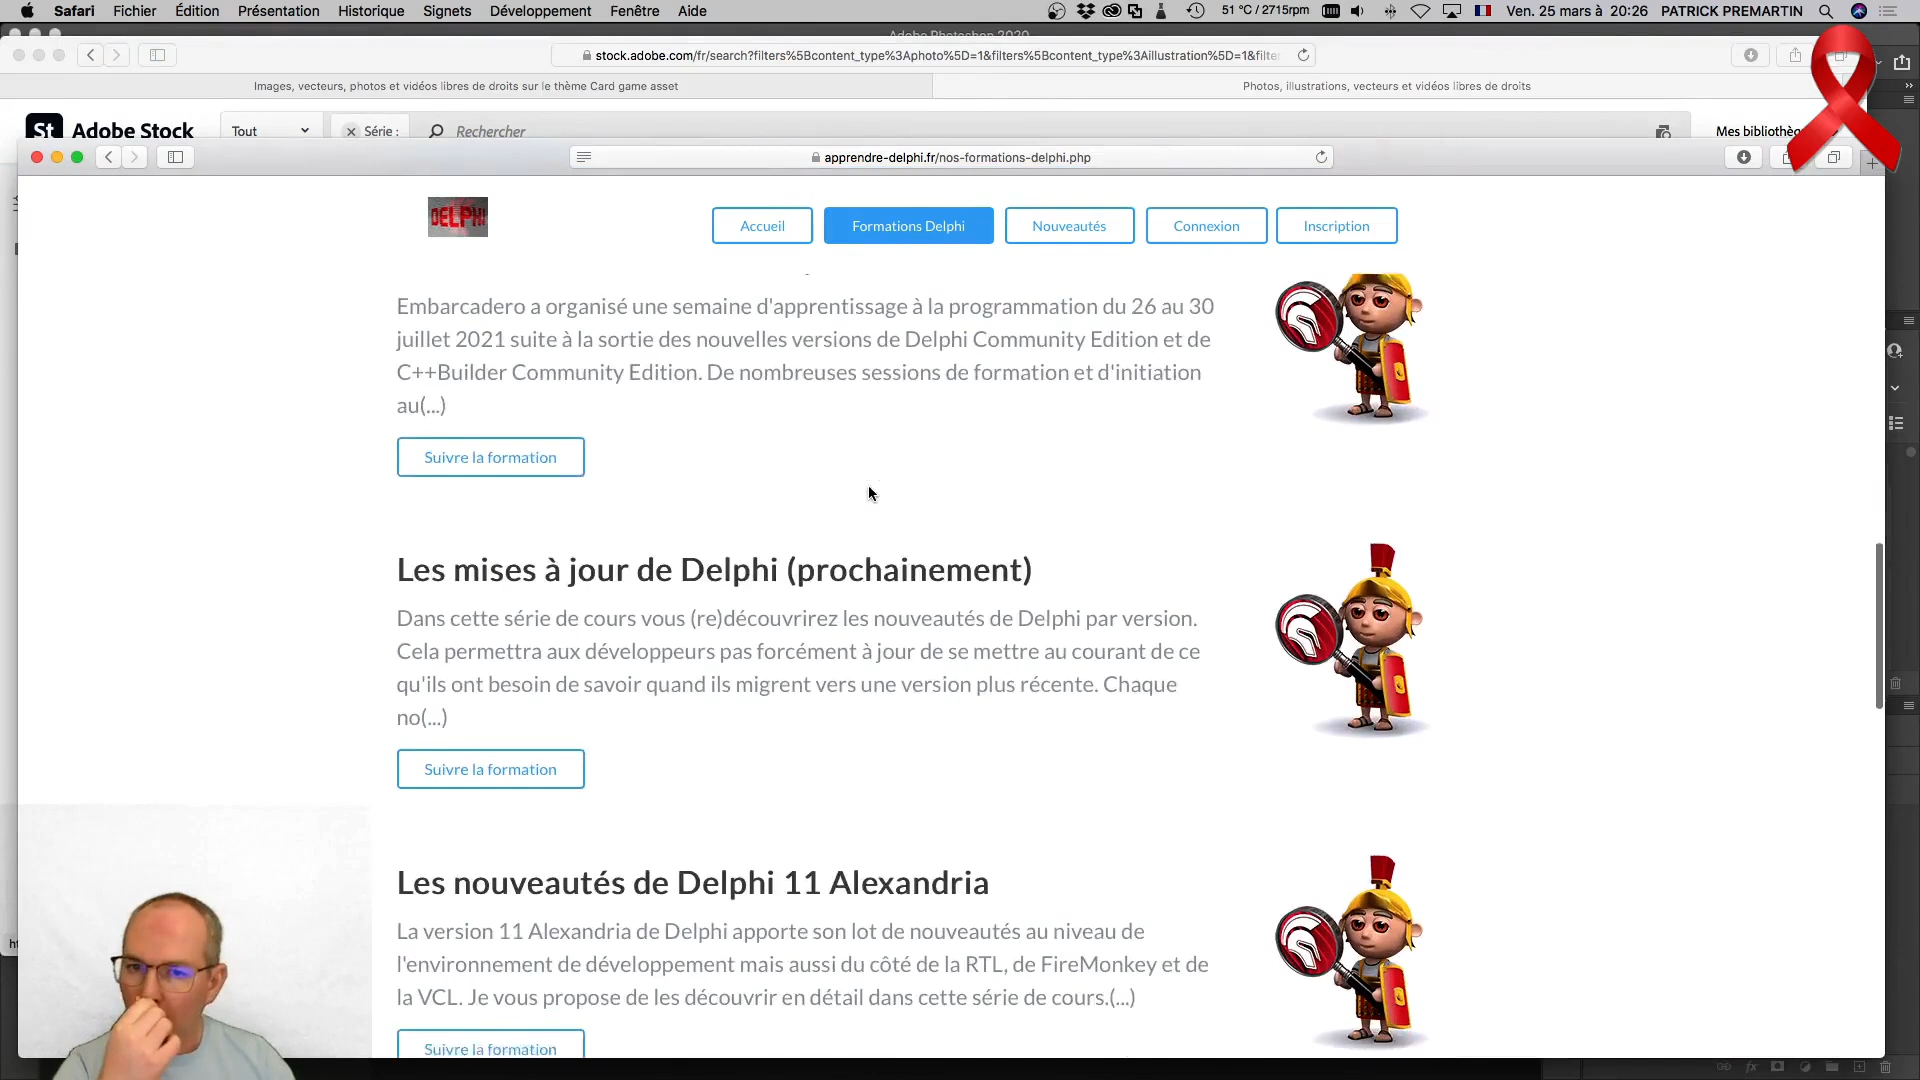 Safari Fichier Édition Présentation Historique Signets Développement Fenêtre Aide
51 °C / 2715rpm Ven. 25 mars à 20:26 PATRICK PREMARTIN
Adobe Photoshop 2020
stock.adobe.com/fr/search?filters%5Bcontent_type%3Aphoto%5D=1&filters%5Bcontent_type%3Aillustration%5D=1&filte
Images, vecteurs, photos et vidéos libres de droits sur le thème Card game asset
Photos, illustrations, vecteurs et vidéos libres de droits
St Adobe Stock Tout Série : Rechercher Mes bibliothèq
apprendre-delphi.fr/nos-formations-delphi.php
DELPHI
Accueil Formations Delphi Nouveautés Connexion Inscription
Embarcadero a organisé une semaine d'apprentissage à la programmation du 26 au 30
juillet 2021 suite à la sortie des nouvelles versions de Delphi Community Edition et de
C++Builder Community Edition. De nombreuses sessions de formation et d'initiation
au(...)
Suivre la formation
Les mises à jour de Delphi (prochainement)
Dans cette série de cours vous (re)découvrirez les nouveautés de Delphi par version.
Cela permettra aux développeurs pas forcément à jour de se mettre au courant de ce
qu'ils ont besoin de savoir quand ils migrent vers une version plus récente. Chaque
no(...)
Suivre la formation
Les nouveautés de Delphi 11 Alexandria
La version 11 Alexandria de Delphi apporte son lot de nouveautés au niveau de
l'environnement de développement mais aussi du côté de la RTL, de FireMonkey et de
la VCL. Je vous propose de les découvrir en détail dans cette série de cours.(...)
Suivre la formation